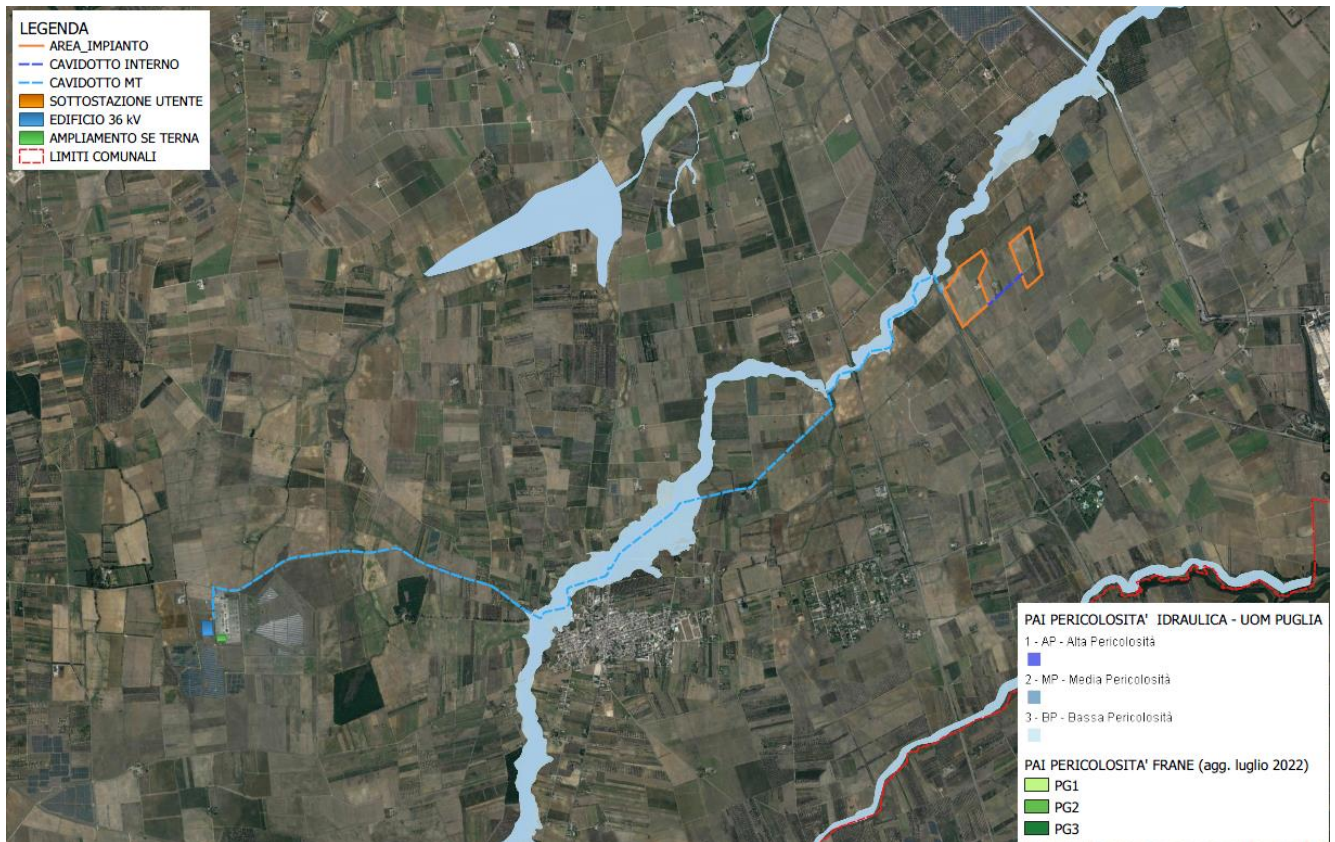 LEGENDA
AREA_IMPIANTO
CAVIDOTTO INTERNO
CAVIDOTTO MT
SOTTOSTAZIONE UTENTE
EDIFICIO 36 kV
AMPLIAMENTO SE TERNA
LIMITI COMUNALI
PAI PERICOLOSITA' IDRAULICA - UOM PUGLIA
1 - AP - Alta Pericolosità
2 - MP - Media Pericolosità
3 - BP - Bassa Pericolosità
PAI PERICOLOSITA' FRANE (agg. luglio 2022)
PG1
PG2
PG3